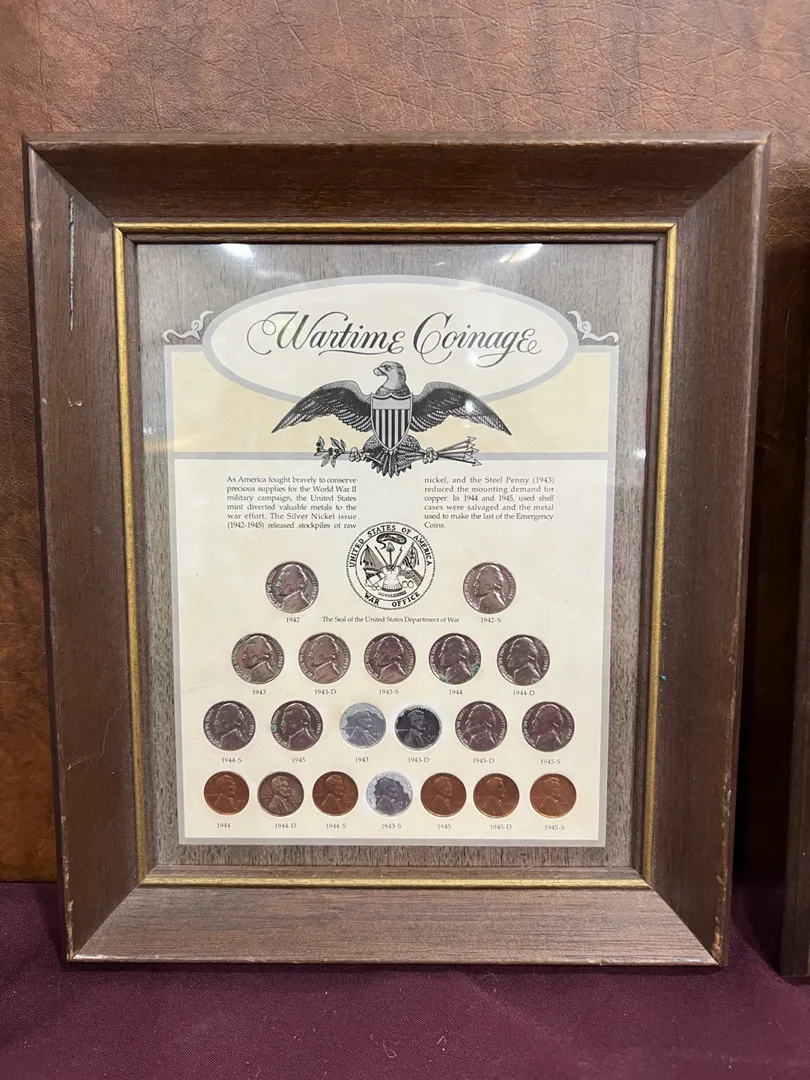 Wartime Coinage
As America fought bravely to conserve
precious supplies for the World War II
military campaign, the United States
mint diverted valuable metals to the
war effort. The Silver Nickel issue
(1942-1945) released stockpiles of raw
nickel, and the Steel Penny (1943)
reduced the mounting demand for
copper. In 1944 and 1945, used shell
cases were salvaged and the metal
used to make the last of the Emergency
Coins.
UNITED STATES OF AMERICA
WAR OFFICE
The Seal of the United States Department of War
1942 1942-S
1943 1943-D 1943-S 1944 1944-D
1944-S 1945 1943 1943-D 1945-D 1945-S
1944 1944-D 1944-S 1943-S 1945 1945-D 1945-S